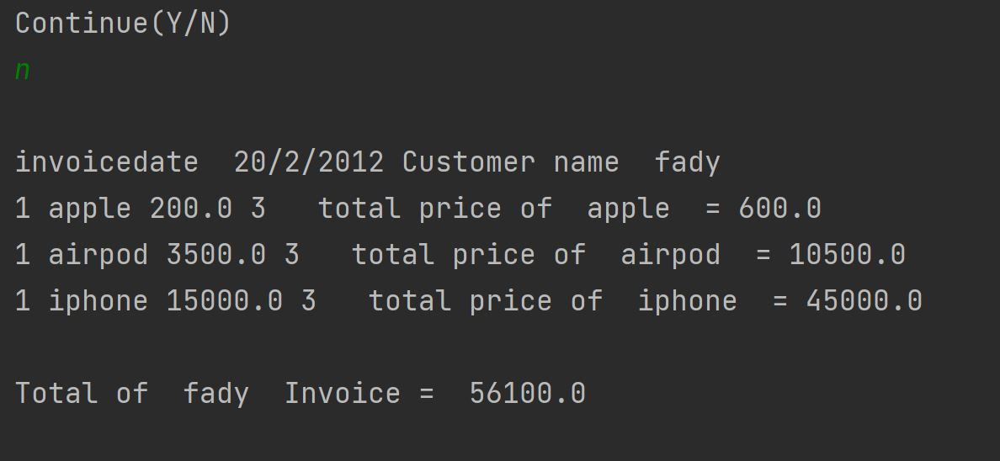 Continue(Y/N)
n
invoicedate  20/2/2012 Customer name  fady
1 apple 200.0 3   total price of  apple  = 600.0
1 airpod 3500.0 3   total price of  airpod  = 10500.0
1 iphone 15000.0 3   total price of  iphone  = 45000.0
Total of  fady  Invoice =  56100.0